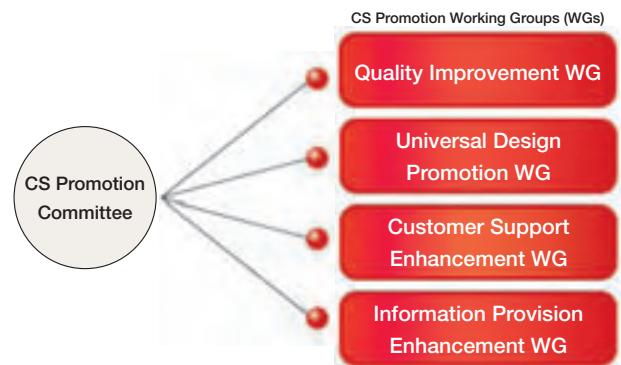 CS Promotion Working Groups (WGs)
Quality Improvement WG
Universal Design
Promotion WG
CS Promotion
Committee
Customer Support
Enhancement WG
Information Provision
Enhancement WG